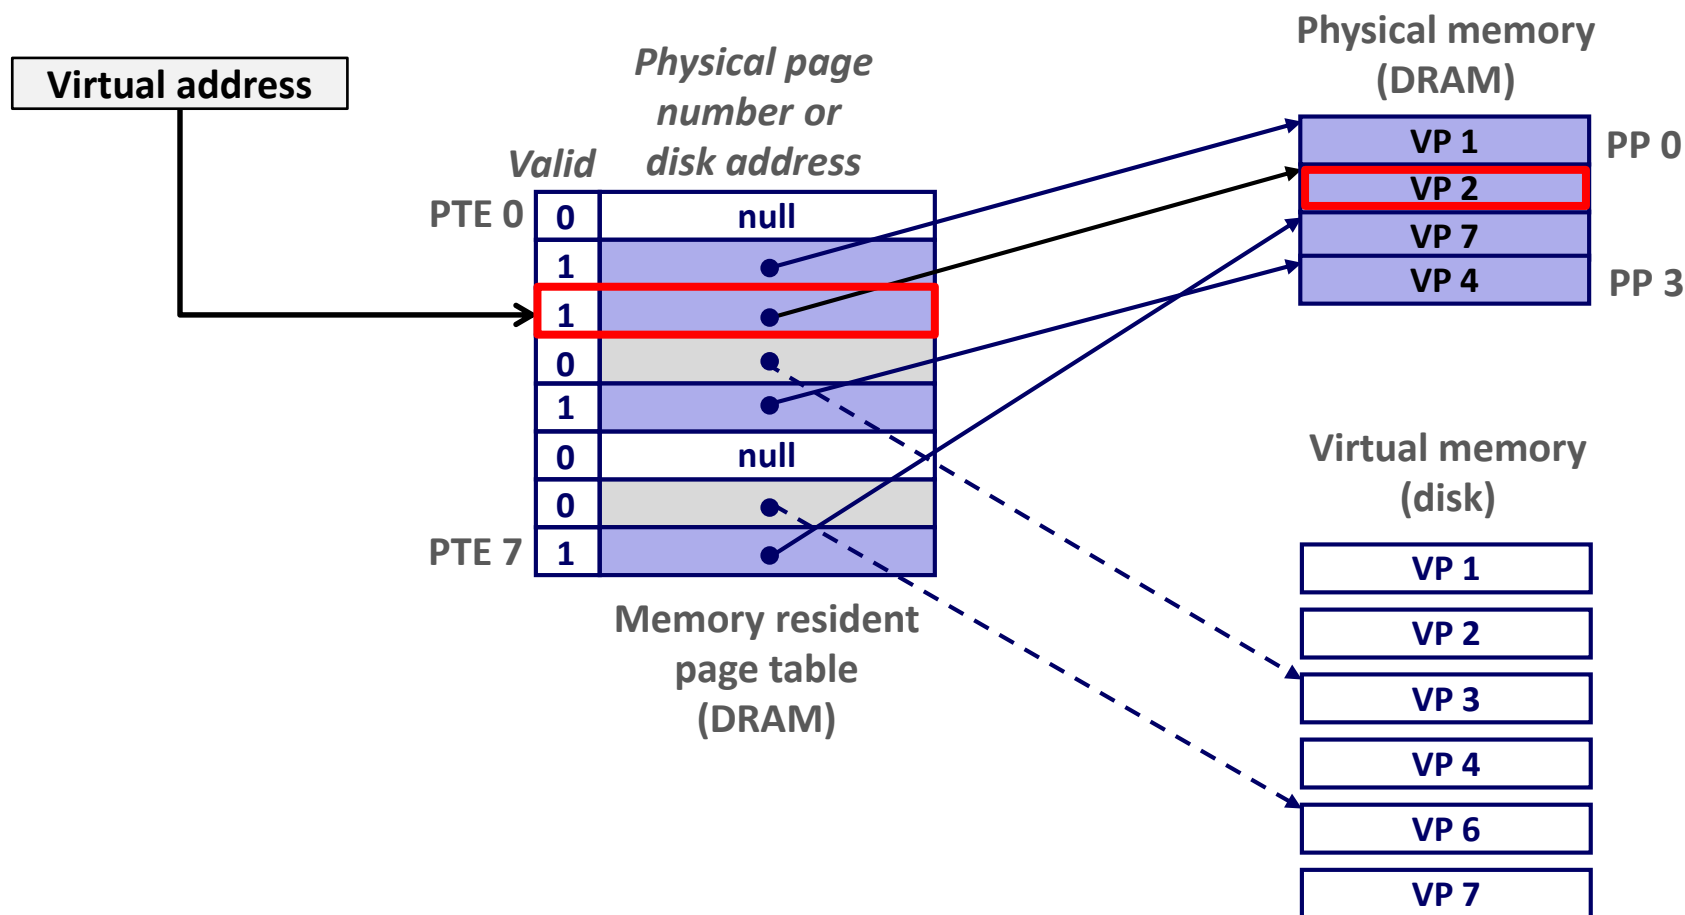 Virtual address
Physical page
number or
disk address
Valid
PTE 0
0
null
1
1
0
1
0
null
0
PTE 7
1
Memory resident
page table
(DRAM)
Physical memory
(DRAM)
VP 1
PP 0
VP 2
VP 7
VP 4
PP 3
Virtual memory
(disk)
VP 1
VP 2
VP 3
VP 4
VP 6
VP 7